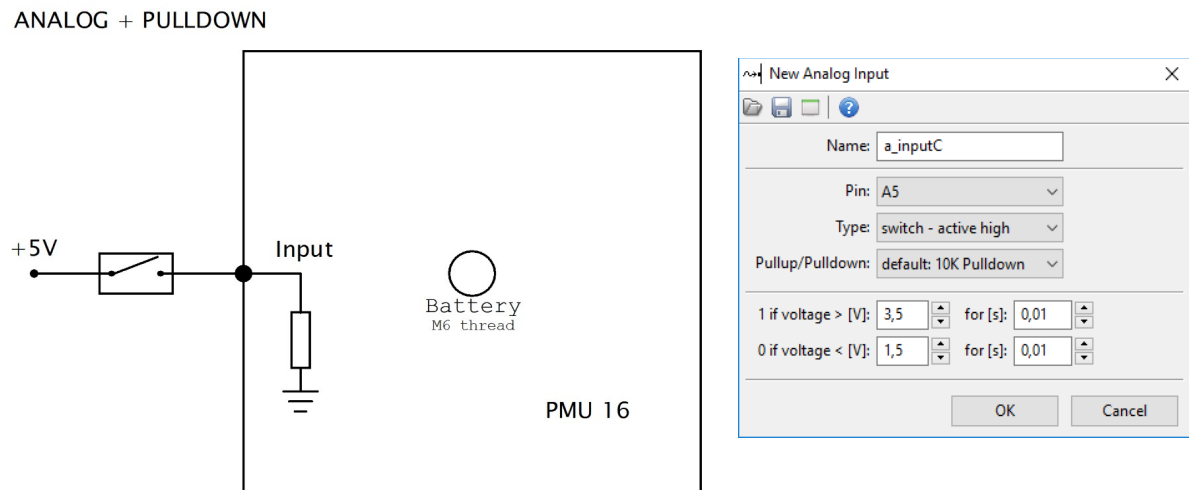 ANALOG + PULLDOWN
+5V
Input
Battery
M6 thread
PMU 16
New Analog Input
Name: a_inputC
Pin: A5
Type: switch - active high
Pullup/Pulldown: default: 10K Pulldown
1 if voltage > [V]: 3,5 for [s]: 0,01
0 if voltage < [V]: 1,5 for [s]: 0,01
OK Cancel